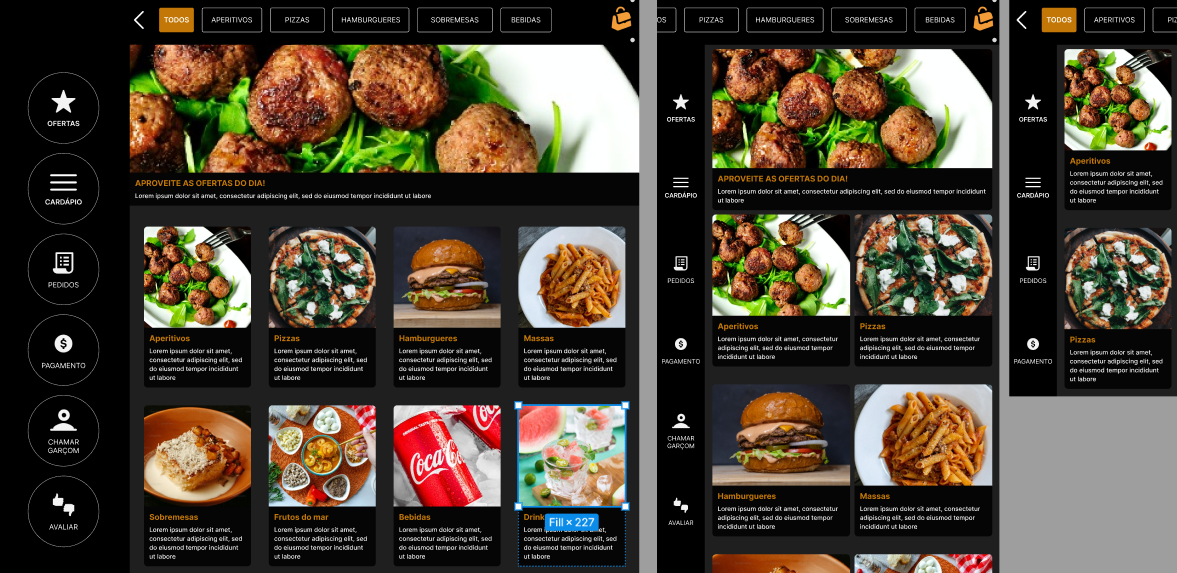 TODOS
APERITIVOS
PIZZAS
HAMBURGUERES
SOBREMESAS
BEBIDAS
OFERTAS
CARDÁPIO
PEDIDOS
PAGAMENTO
CHAMAR
GARÇOM
AVALIAR
APROVEITE AS OFERTAS DO DIA!
Lorem ipsum dolor sit amet, consectetur adipiscing elit, sed do eiusmod tempor incididunt ut labore
Aperitivos
Lorem ipsum dolor sit amet,
consectetur adipiscing elit, sed
do eiusmod tempor incididunt
ut labore
Pizzas
Lorem ipsum dolor sit amet,
consectetur adipiscing elit, sed
do eiusmod tempor incididunt
ut labore
Hamburgueres
Lorem ipsum dolor sit amet,
consectetur adipiscing elit, sed
do eiusmod tempor incididunt
ut labore
Massas
Lorem ipsum dolor sit amet,
consectetur adipiscing elit, sed
do eiusmod tempor incididunt
ut labore
Sobremesas
Lorem ipsum dolor sit amet,
consectetur adipiscing elit, sed
do eiusmod tempor incididunt
ut labore
Frutos do mar
Lorem ipsum dolor sit amet,
consectetur adipiscing elit, sed
do eiusmod tempor incididunt
ut labore
Coca-Cola
Bebidas
Lorem ipsum dolor sit amet,
consectetur adipiscing elit, sed
do eiusmod tempor incididunt
ut labore
Drink
Fill × 227
Lorem
consectetur adipiscing elit, sed
do eiusmod tempor incididunt
ut labore
OS
PIZZAS
HAMBURGUERES
SOBREMESAS
BEBIDAS
OFERTAS
CARDÁPIO
PEDIDOS
PAGAMENTO
CHAMAR
GARÇOM
AVALIAR
APROVEITE AS OFERTAS DO DIA!
Lorem ipsum dolor sit amet, consectetur adipiscing elit, sed do eiusmod tempor incididunt
ut labore
Aperitivos
Lorem ipsum dolor sit amet, consectetur
adipiscing elit, sed do eiusmod tempor
incididunt ut labore
Pizzas
Lorem ipsum dolor sit amet, consectetur
adipiscing elit, sed do eiusmod tempor
incididunt ut labore
Hamburgueres
Lorem ipsum dolor sit amet, consectetur
adipiscing elit, sed do eiusmod tempor
incididunt ut labore
Massas
Lorem ipsum dolor sit amet, consectetur
adipiscing elit, sed do eiusmod tempor
incididunt ut labore
TODOS
APERITIVOS
PI
OFERTAS
CARDÁPIO
PEDIDOS
PAGAMENTO
Aperitivos
Lorem ipsum dolor sit amet,
consectetur adipiscing elit, sed
do eiusmod tempor incididunt
ut labore
Pizzas
Lorem ipsum dolor sit amet,
consectetur adipiscing elit, sed
do eiusmod tempor incididunt
ut labore